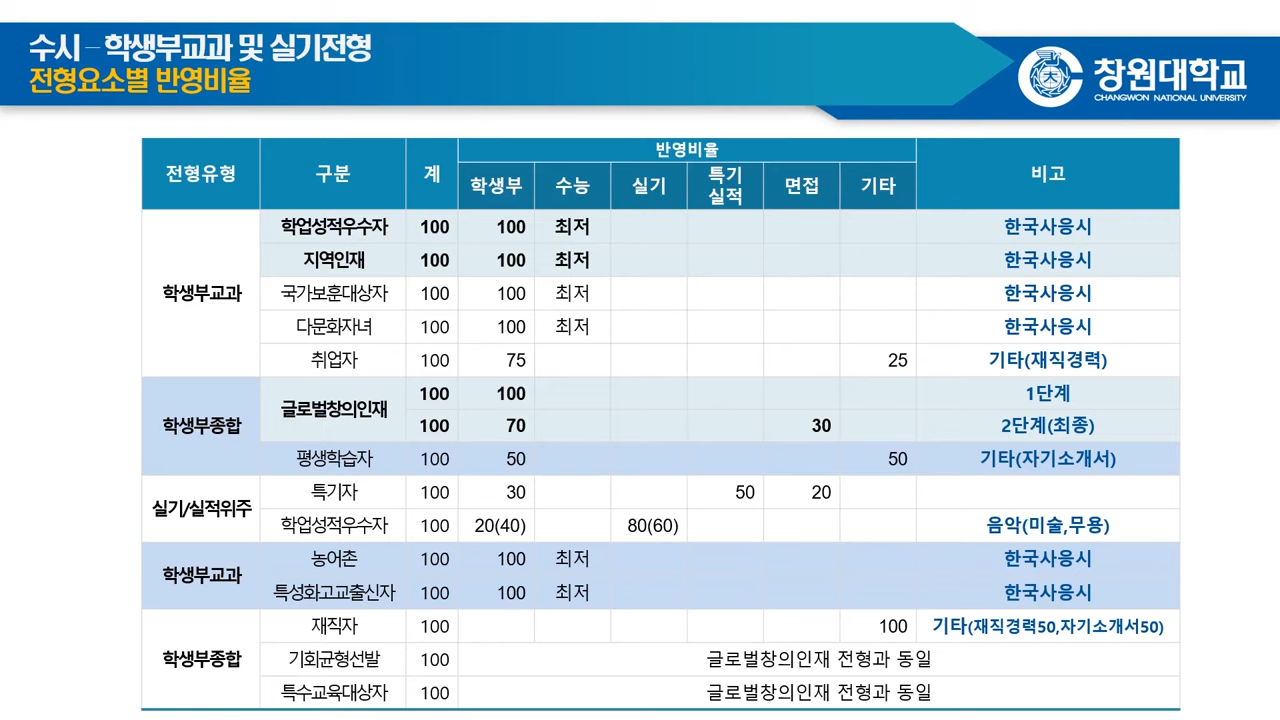 수시 – 학생부교과 및 실기전형
전형요소별 반영비율
창원대학교
CHANGWON NATIONAL UNIVERSITY
전형유형 구분 계 반영비율 비고
학생부 수능 실기 특기실적 면접 기타
학생부교과
학업성적우수자 100 100 최저 한국사응시
지역인재 100 100 최저 한국사응시
국가보훈대상자 100 100 최저 한국사응시
다문화자녀 100 100 최저 한국사응시
취업자 100 75 25 기타(재직경력)
학생부종합
글로벌창의인재
100 100 1단계
100 70 30 2단계(최종)
평생학습자 100 50 50 기타(자기소개서)
실기/실적위주
특기자 100 30 50 20
학업성적우수자 100 20(40) 80(60) 음악(미술,무용)
학생부교과
농어촌 100 100 최저 한국사응시
특성화고교출신자 100 100 최저 한국사응시
학생부종합
재직자 100 100 기타(재직경력50,자기소개서50)
기회균형선발 100 글로벌창의인재 전형과 동일
특수교육대상자 100 글로벌창의인재 전형과 동일